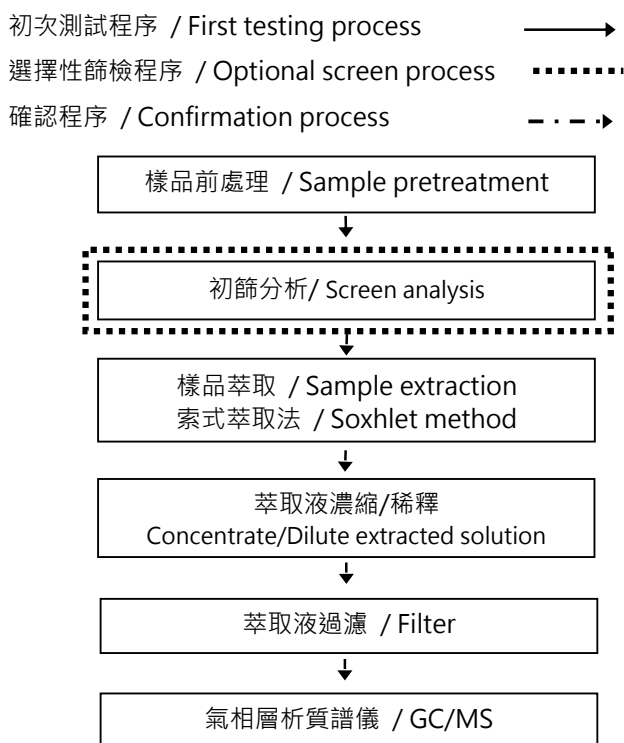 初次測試程序 / First testing process
選擇性篩檢程序 / Optional screen process
確認程序 / Confirmation process
樣品前處理 / Sample pretreatment
初篩分析/ Screen analysis
樣品萃取 / Sample extraction
索式萃取法 / Soxhlet method
萃取液濃縮/稀釋
Concentrate/Dilute extracted solution
萃取液過濾 / Filter
氣相層析質譜儀 / GC/MS